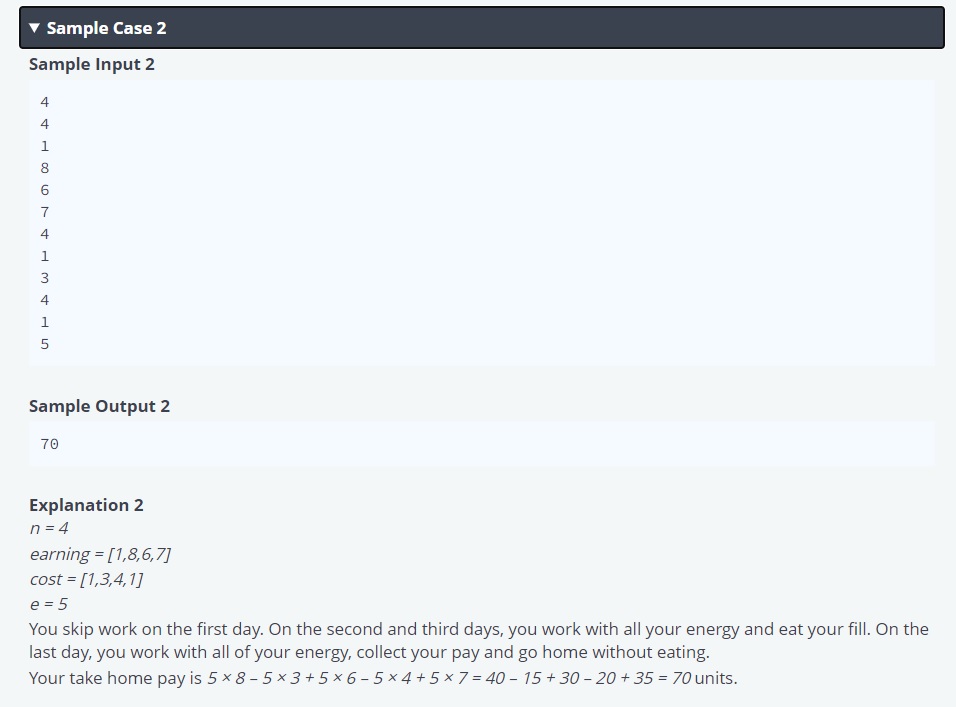 ▼ Sample Case 2
Sample Input 2
4
4
1
8
6
7
4
1
3
4
1
5
Sample Output 2
70
Explanation 2
n = 4
earning = [1,8,6,7]
cost = [1,3,4,1]
e = 5
You skip work on the first day. On the second and third days, you work with all your energy and eat your fill. On the
last day, you work with all of your energy, collect your pay and go home without eating.
Your take home pay is 5 × 8 – 5 × 3 + 5 × 6 – 5 × 4 + 5 × 7 = 40 – 15 + 30 – 20 + 35 = 70 units.